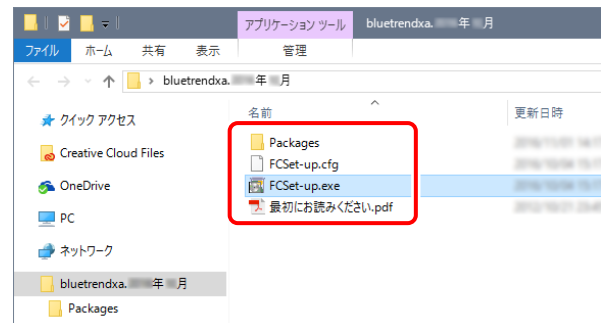 アプリケーション ツール bluetrendxa. 年 月
ファイル ホーム 共有 表示 管理
bluetrendxa. 年 月
名前 更新日時
クイック アクセス
Packages
Creative Cloud Files
FCSet-up.cfg
OneDrive
FCSet-up.exe
最初にお読みください.pdf
PC
ネットワーク
bluetrendxa. 年 月
Packages